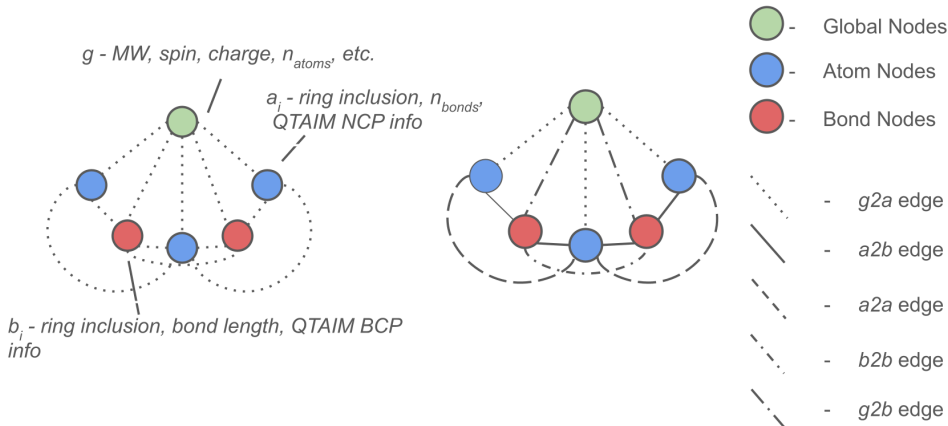 g - MW, spin, charge, n_atoms, etc.
a_i - ring inclusion, n_bonds,
QTAIM NCP info
b_i - ring inclusion, bond length, QTAIM BCP
info
- Global Nodes
- Atom Nodes
- Bond Nodes
- g2a edge
- a2b edge
- a2a edge
- b2b edge
- g2b edge